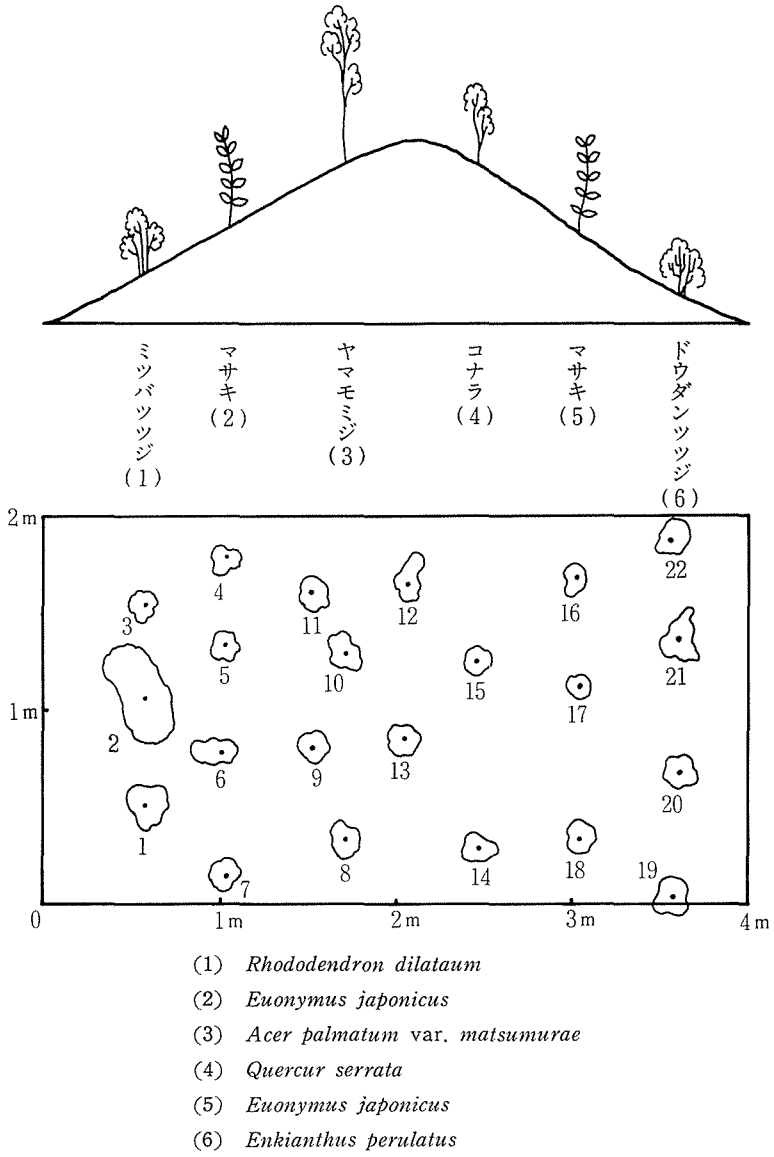 ミツバツツジ(1)
マサキ(2)
ヤマモミジ(3)
コナラ(4)
マサキ(5)
ドウダンツツジ(6)
2m
22
4
12
16
11
3
21
5
10
15
17
1m
2
6
9
13
20
1
8
14
18
19
7
0
1m
2m
3m
4m
(1) Rhododendron dilataum
(2) Euonymus japonicus
(3) Acer palmatum var. matsumurae
(4) Quercur serrata
(5) Euonymus japonicus
(6) Enkianthus perulatus